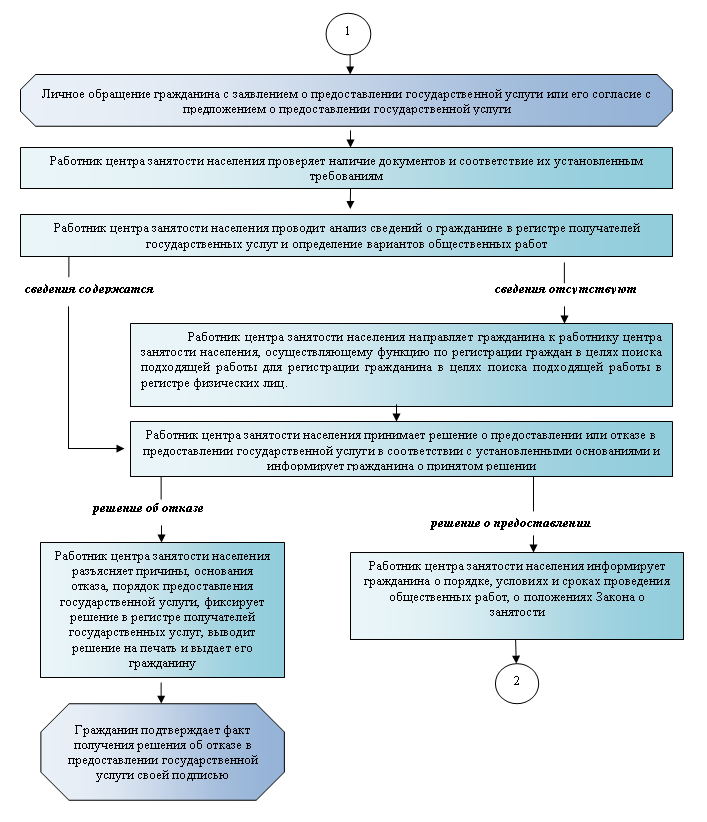 1
Личное обращение гражданина с заявлением о предоставлении государственной услуги или его согласие с
предложением о предоставлении государственной услуги
Работник центра занятости населения проверяет наличие документов и соответствие их установленным
требованиям
Работник центра занятости населения проводит анализ сведений о гражданине в регистре получателей
государственных услуг и определение вариантов общественных работ
сведения содержатся
сведения отсутствуют
Работник центра занятости населения направляет гражданина к работнику центра
занятости населения, осуществляющему функцию по регистрации граждан в целях поиска
подходящей работы для регистрации гражданина в целях поиска подходящей работы в
регистре физических лиц.
Работник центра занятости населения принимает решение о предоставлении или отказе в
предоставлении государственной услуги в соответствии с установленными основаниями и
информирует гражданина о принятом решении
решение об отказе
решение о предоставлении
Работник центра занятости населения
разъясняет причины, основания
отказа, порядок предоставления
государственной услуги, фиксирует
решение в регистре получателей
государственных услуг, выводит
решение на печать и выдает его
гражданину
Работник центра занятости населения информирует
гражданина о порядке, условиях и сроках проведения
общественных работ, о положениях Закона о
занятости
2
Гражданин подтверждает факт
получения решения об отказе в
предоставлении государственной
услуги своей подписью